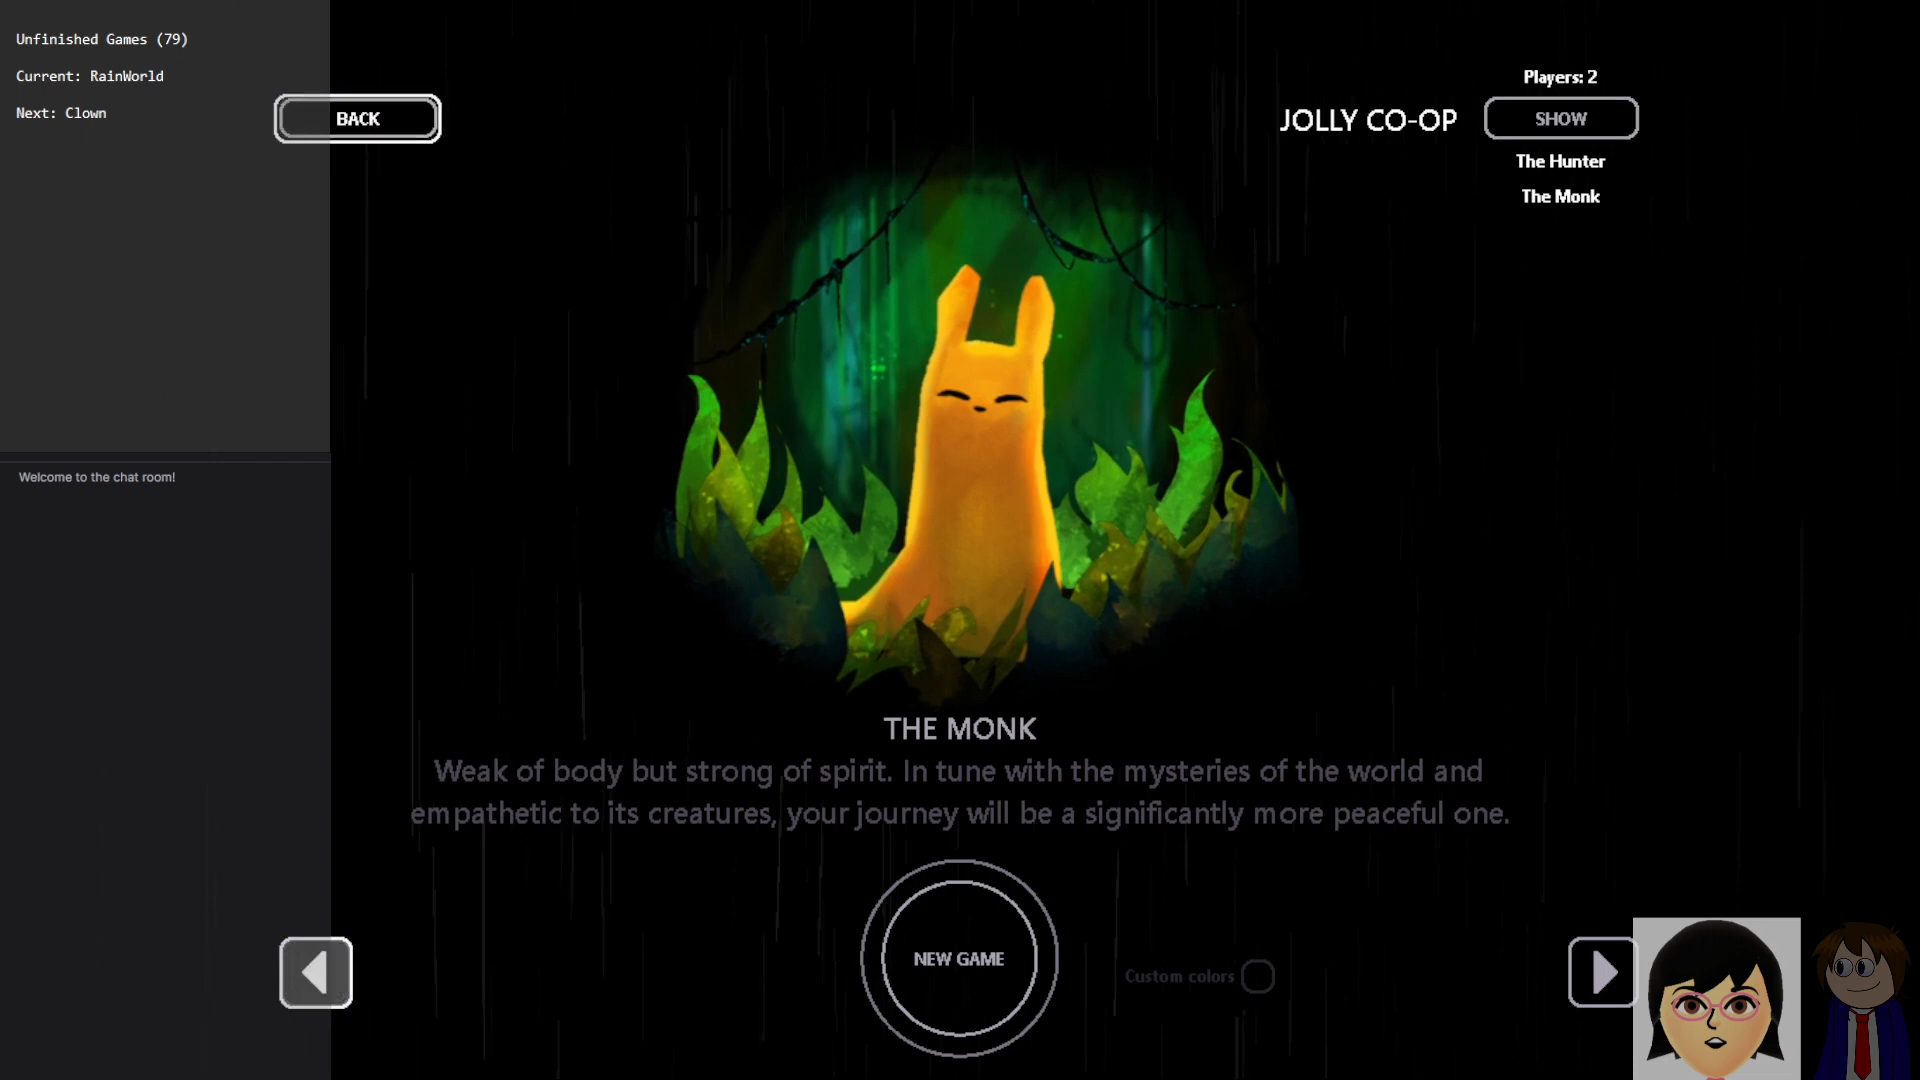 Unfinished Games (79)
Current: RainWorld
Next: Clown
BACK
Players: 2
JOLLY CO-OP
SHOW
The Hunter
The Monk
Welcome to the chat room!
THE MONK
Weak of body but strong of spirit. In tune with the mysteries of the world and
empathetic to its creatures, your journey will be a significantly more peaceful one.
NEW GAME
Custom colors